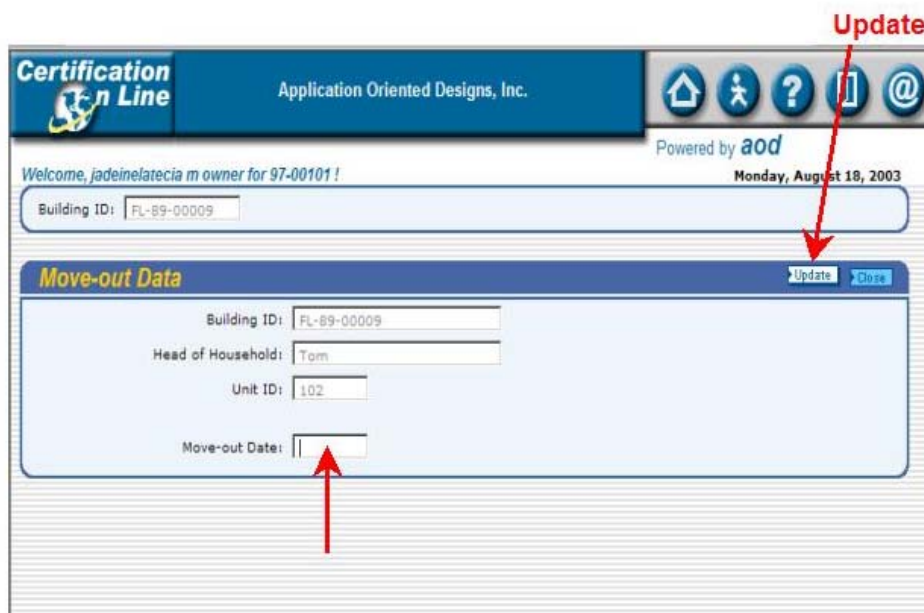 Update
Certification
n Line
Application Oriented Designs, Inc.
?
@
Powered by aod
Welcome, jadeinelatecia m owner for 97-00101 !
Monday, August 18, 2003
Building ID: FL-89-00009
Move-out Data
Update
Close
Building ID: FL-89-00009
Head of Household: Tom
Unit ID: 102
Move-out Date: